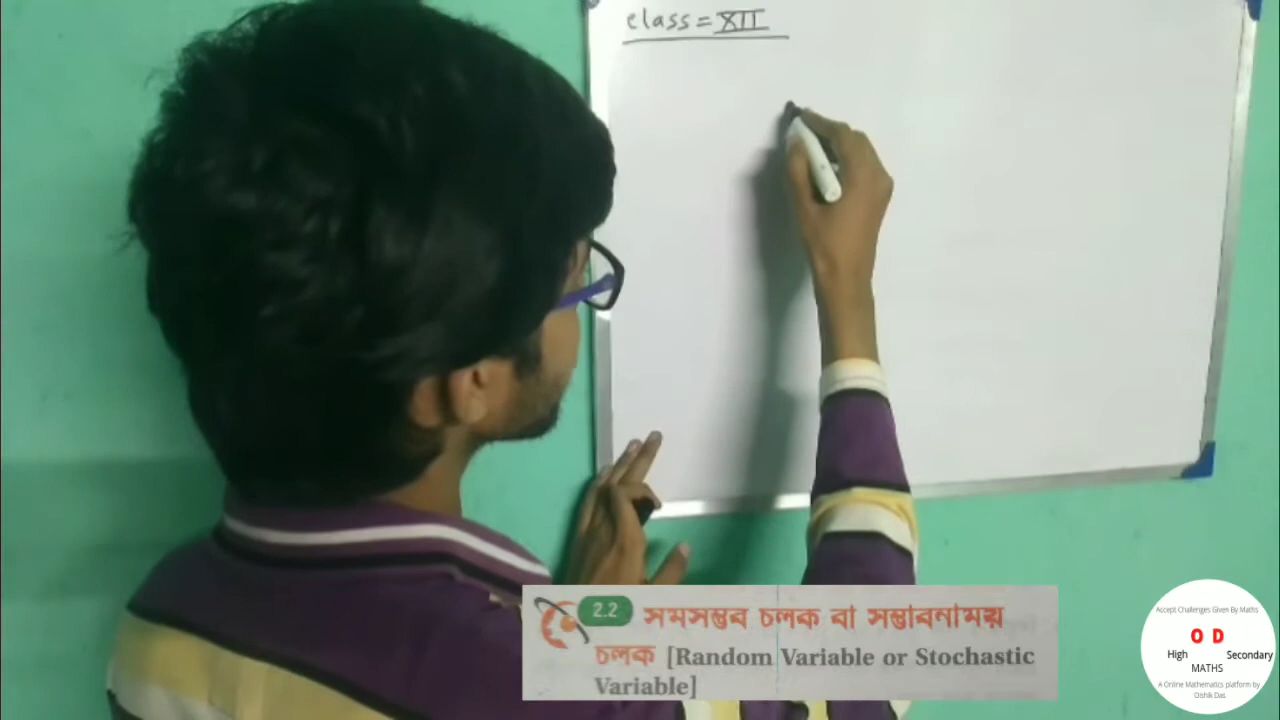 class = XII
2.2 সমসম্ভব চলক বা সম্ভাবনাময়
চলক [Random Variable or Stochastic
Variable]
Accept Challenges Given By Maths
O D
High Secondary
MATHS
A Online Mathematics platform by
Oishik Das